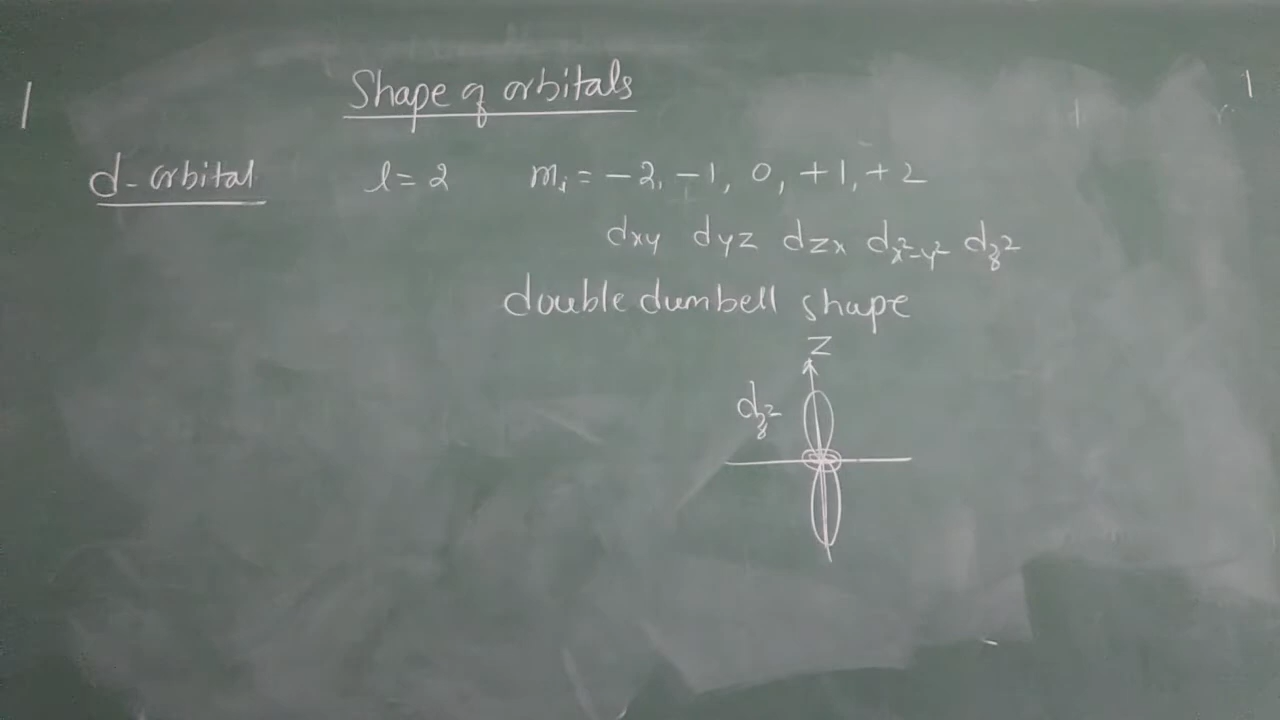 Shape of orbitals
d-orbital l=2 m, = -2, -1, 0, +1, +2
dxy dyz dzx dx²-y² dz²
double dumbell shape
Z
dz²